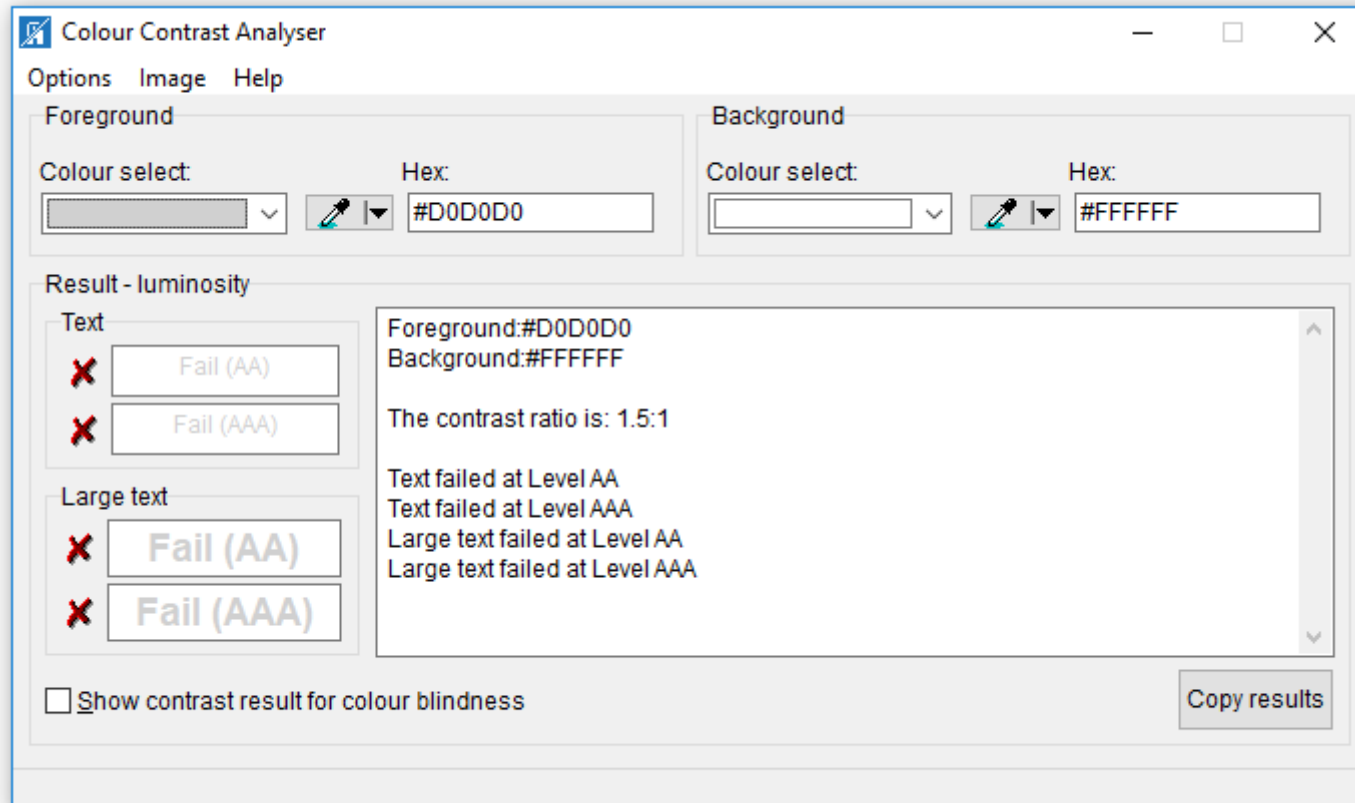 Colour Contrast Analyser
Options Image Help
Foreground
Background
Colour select:
Hex:
#D0D0D0
Colour select:
Hex:
#FFFFFF
Result - luminosity
Text
Fail (AA)
Fail (AAA)
Large text
Fail (AA)
Fail (AAA)
Foreground:#D0D0D0
Background:#FFFFFF
The contrast ratio is: 1.5:1
Text failed at Level AA
Text failed at Level AAA
Large text failed at Level AA
Large text failed at Level AAA
Show contrast result for colour blindness
Copy results